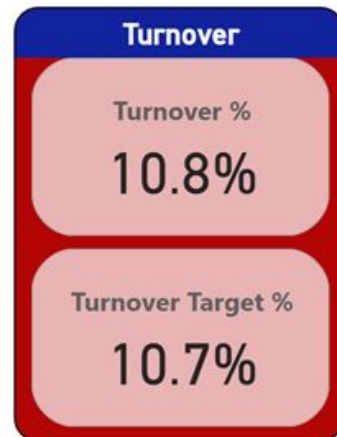 Turnover
Turnover %
10.8%
Turnover Target %
10.7%